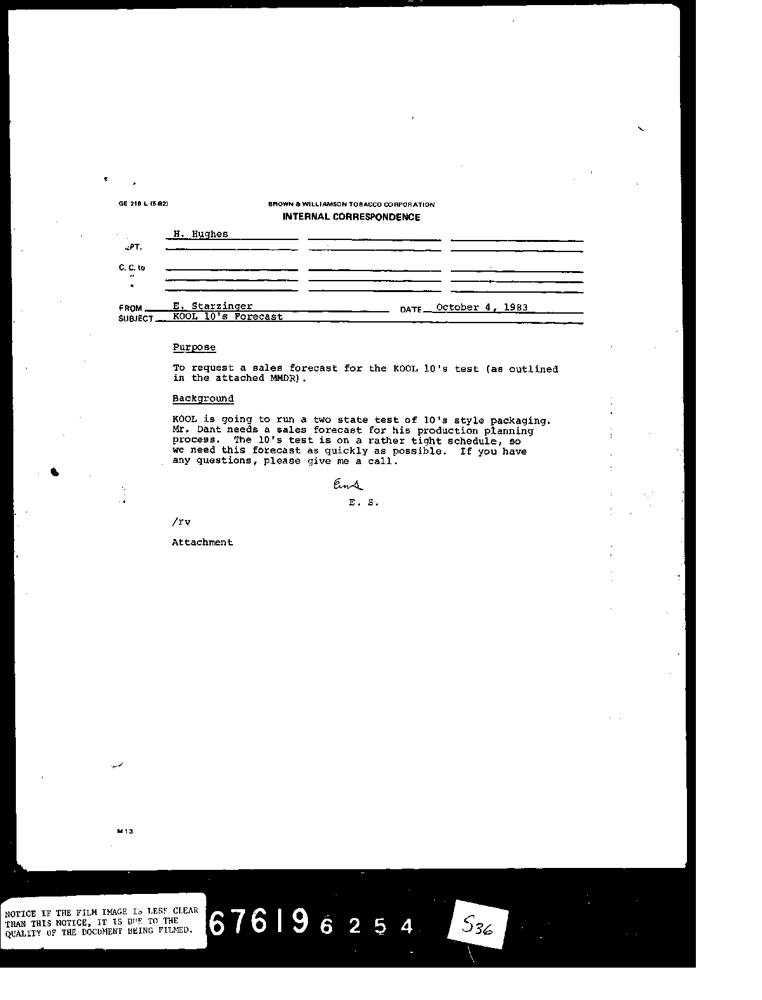 GE 218 L (5-82)
BROWN & WILLIAMSON TOBACCO CORPORATION
INTERNAL CORRESPONDENCE
H. Hughes
PT.
C. C. to
"
"
FROM E. Starzinger DATE October 4, 1983
SUBJECT KOOL 10's Forecast
Purpose
To request a sales forecast for the KOOL 10's test (as outlined
in the attached MMDR).
Background
KOOL is going to run a two state test of 10's style packaging.
Mr. Dant needs a sales forecast for his production planning
process. The 10's test is on a rather tight schedule, so
we need this forecast as quickly as possible. If you have
any questions, please give me a call.
E. S.
/rv
Attachment
M13
NOTICE IF THE FILM IMAGE IS LESS CLEAR
THAN THIS NOTICE, IT IS DUE TO THE
QUALITY OF THE DOCUMENT BEING FILMED.
676196254
536